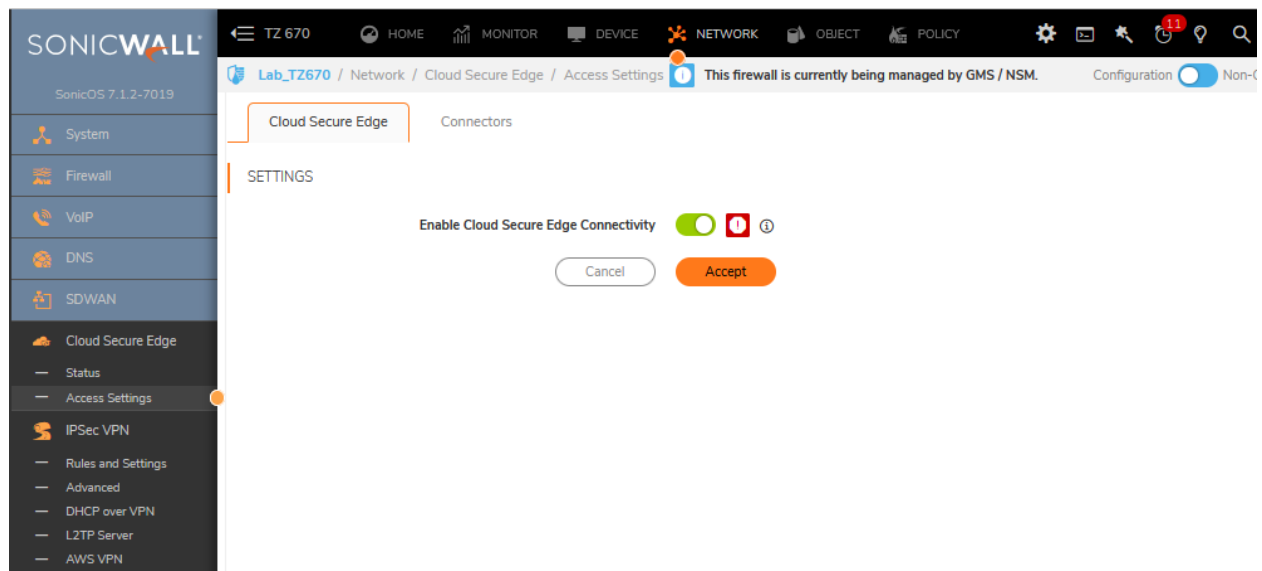 SONICWALL
SonicOS 7.1.2-7019
System
Firewall
VoIP
DNS
SDWAN
Cloud Secure Edge
Status
Access Settings
IPSec VPN
Rules and Settings
Advanced
DHCP over VPN
L2TP Server
AWS VPN
TZ 670 HOME MONITOR DEVICE NETWORK OBJECT POLICY 11
Lab_TZ670 / Network / Cloud Secure Edge / Access Settings This firewall is currently being managed by GMS / NSM. Configuration Non-
Cloud Secure Edge Connectors
SETTINGS
Enable Cloud Secure Edge Connectivity
Cancel Accept